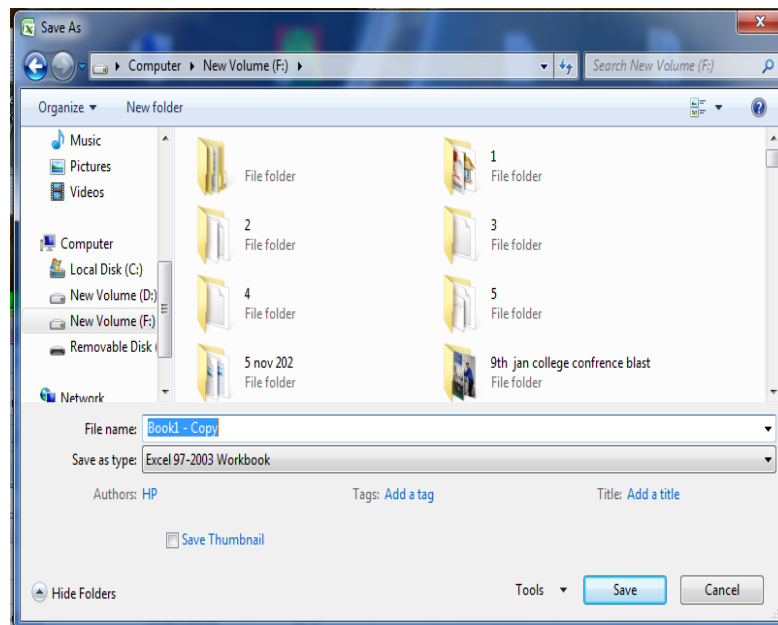 Save As
Computer New Volume (F:)
Search New Volume (F:)
Organize New folder
Music
Pictures
Videos
Computer
Local Disk (C:)
New Volume (D:)
New Volume (F:)
Removable Disk
Network
File folder
1
File folder
2
File folder
3
File folder
4
File folder
5
File folder
5 nov 202
File folder
9th jan college confrence blast
File folder
File name: Book1 - Copy
Save as type: Excel 97-2003 Workbook
Authors: HP Tags: Add a tag Title: Add a title
Save Thumbnail
Hide Folders Tools Save Cancel